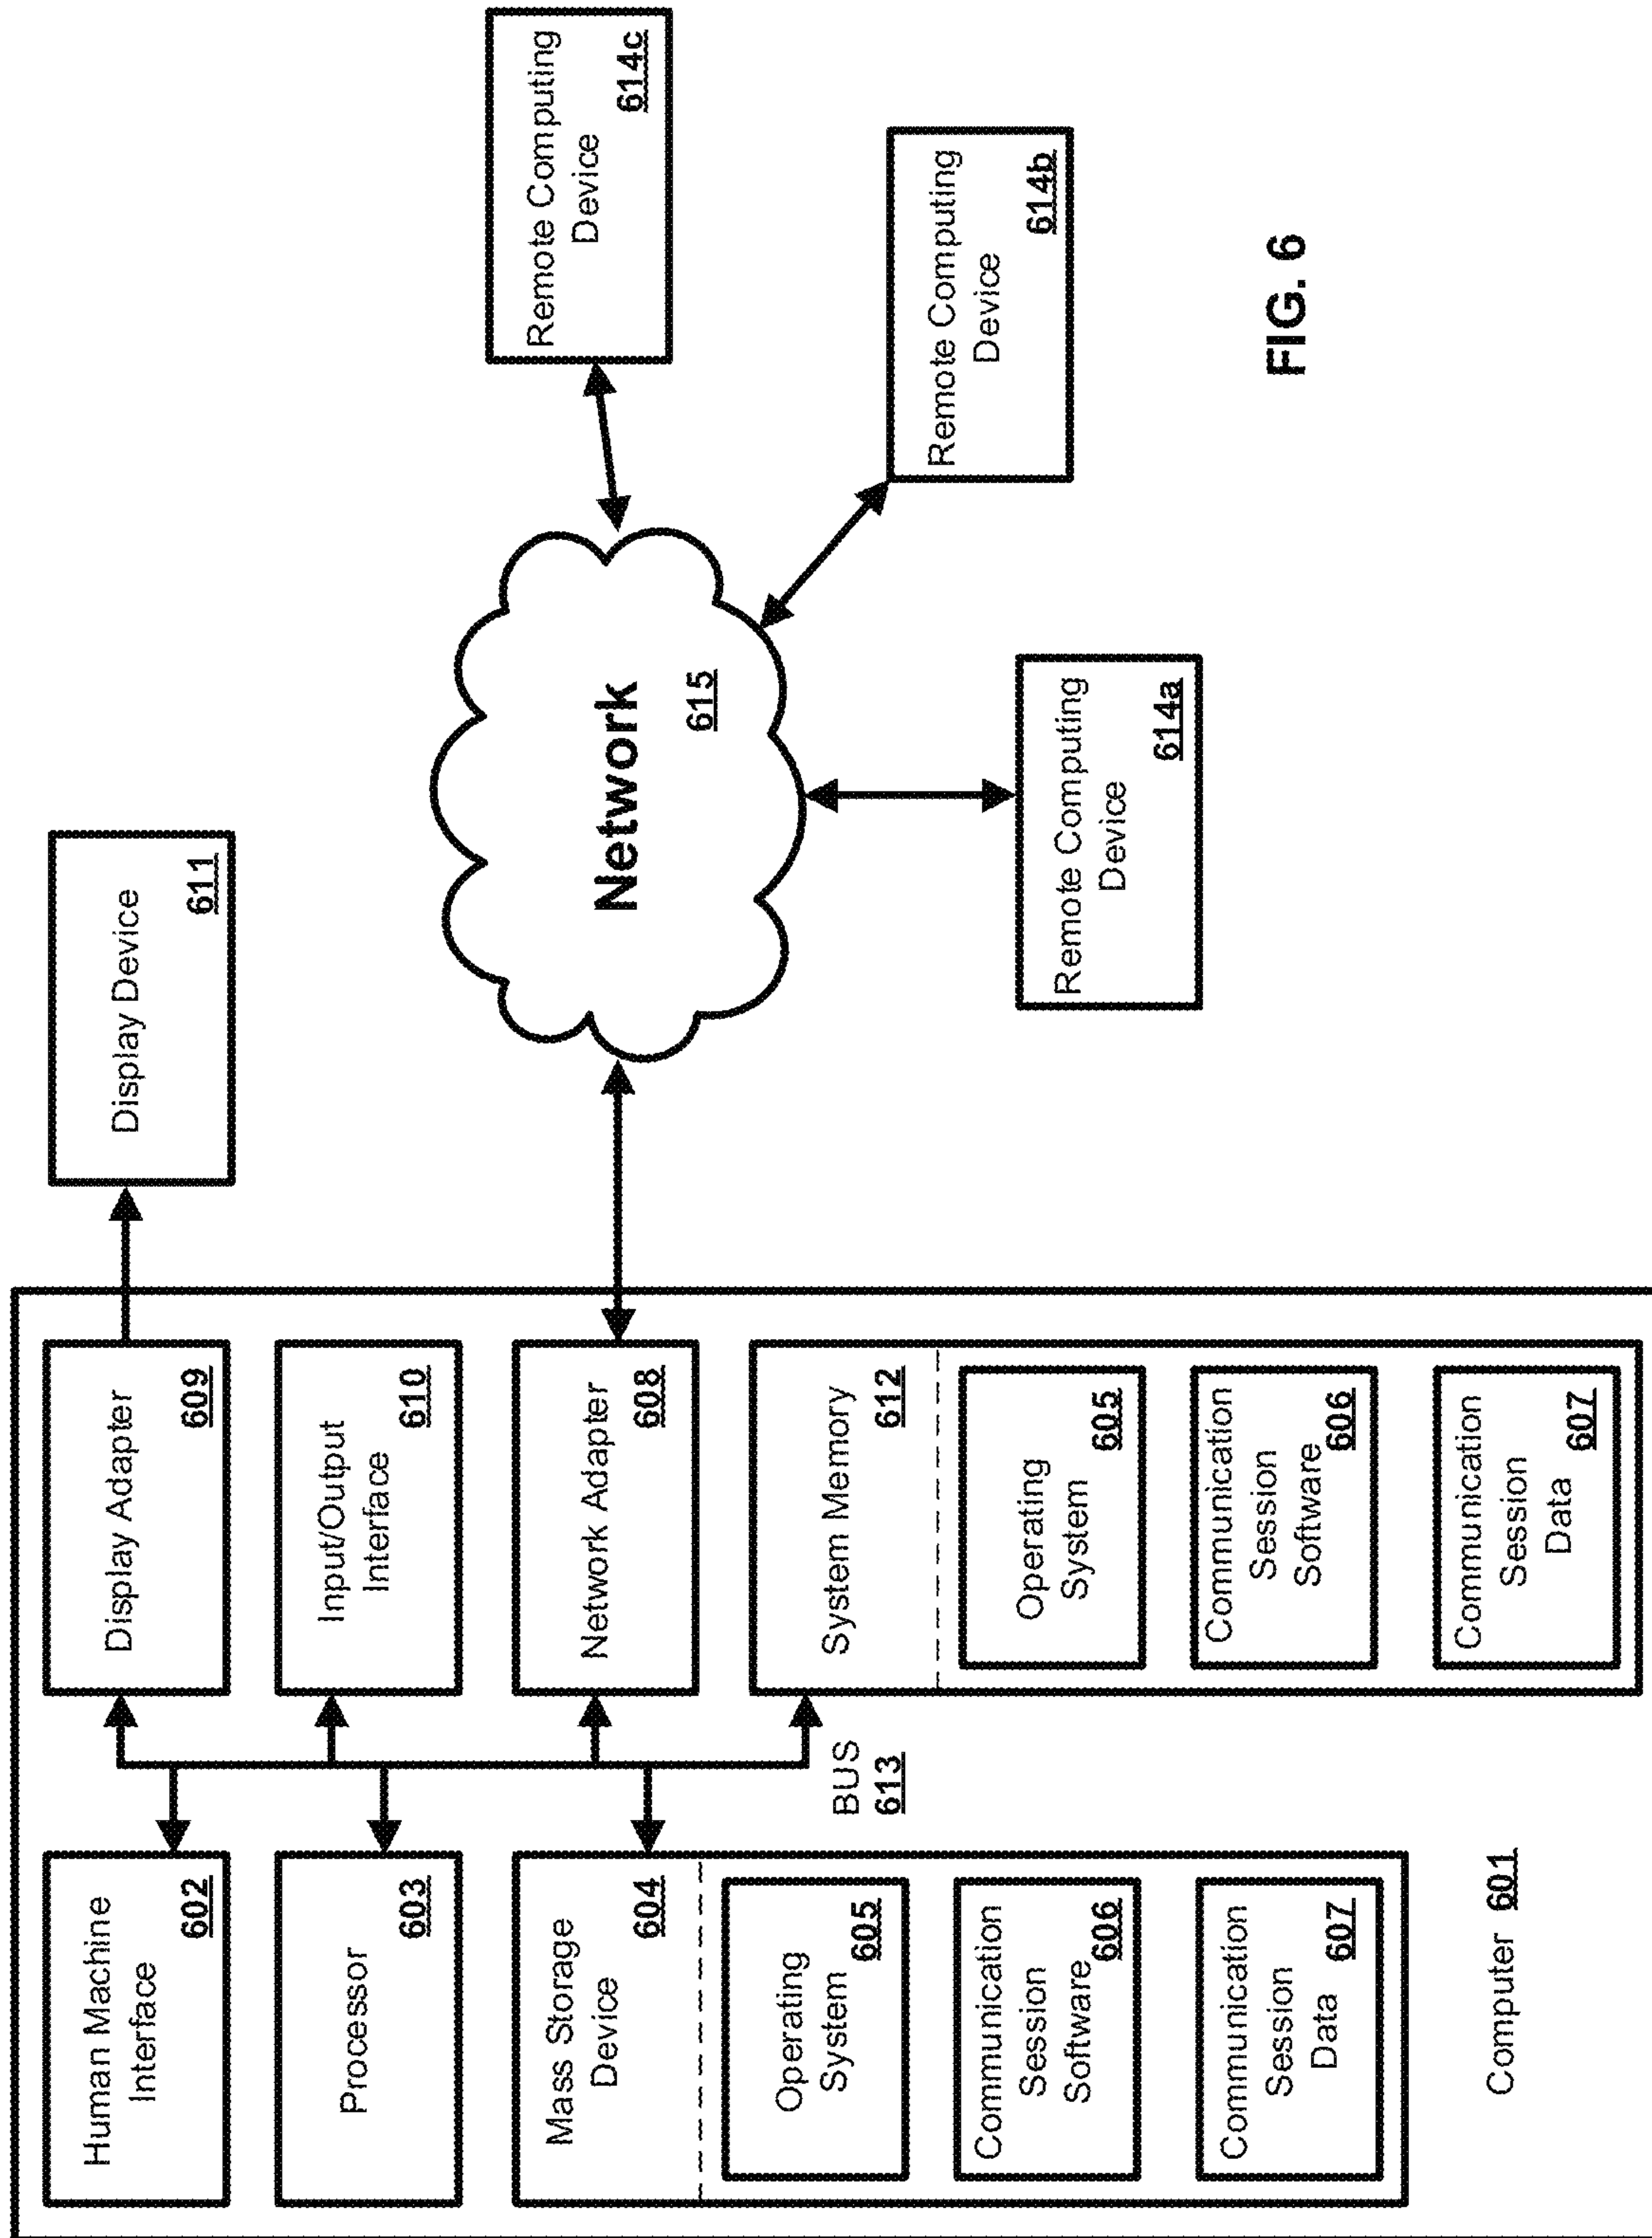 Human Machine
Interface
602
Processor
603
Mass Storage
Device
604
Operating
System
605
Communication
Session
Software
606
Communication
Session
Data
607
Computer 601
BUS
613
Display Adapter
609
Input/Output
Interface
610
Network Adapter
608
System Memory
612
Operating
System
605
Communication
Session
Software
606
Communication
Session
Data
607
Display Device
611
Network
615
Remote Computing
Device
614a
Remote Computing
Device
614b
Remote Computing
Device
614c
FIG. 6